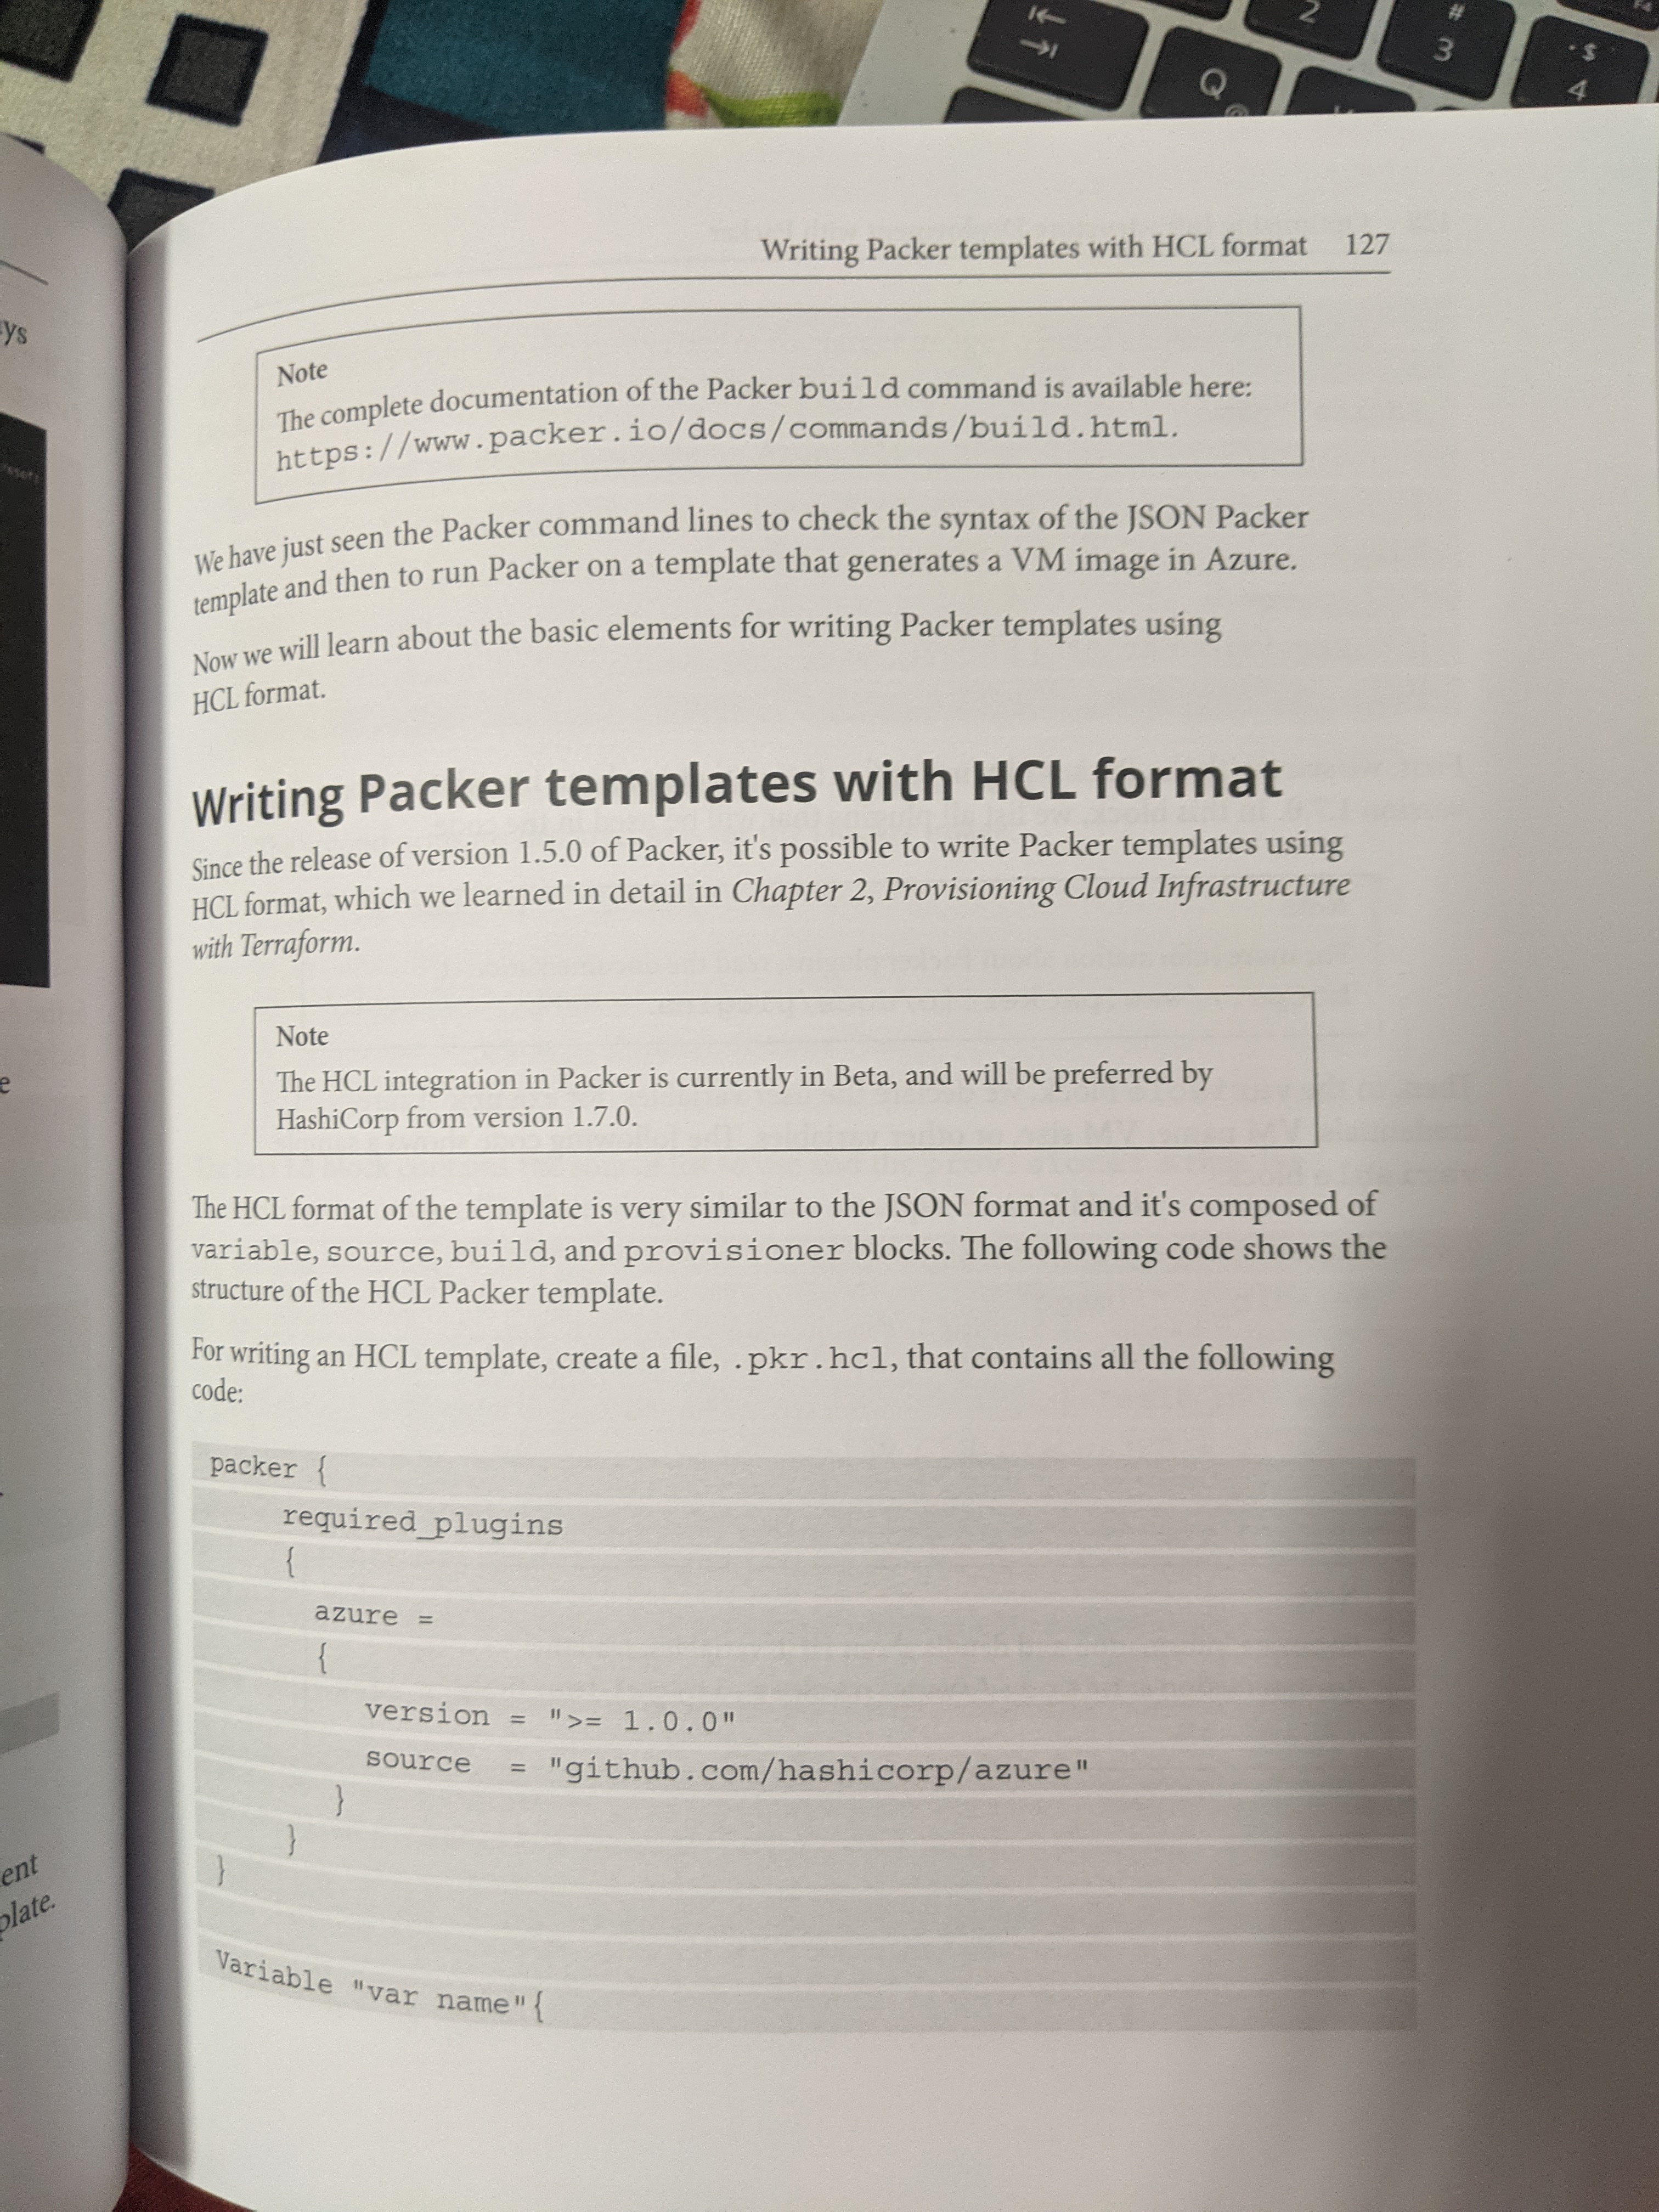 Writing Packer templates with HCL format 127
Note
The complete documentation of the Packer build command is available here:
https://www.packer.io/docs/commands/build.html.
We have just seen the Packer command lines to check the syntax of the JSON Packer
template and then to run Packer on a template that generates a VM image in Azure.
Now we will learn about the basic elements for writing Packer templates using
HCL format.
Writing Packer templates with HCL format
Since the release of version 1.5.0 of Packer, it's possible to write Packer templates using
HCL format, which we learned in detail in Chapter 2, Provisioning Cloud Infrastructure
with Terraform.
Note
The HCL integration in Packer is currently in Beta, and will be preferred by
HashiCorp from version 1.7.0.
The HCL format of the template is very similar to the JSON format and it's composed of
variable, source, build, and provisioner blocks. The following code shows the
structure of the HCL Packer template.
For writing an HCL template, create a file, .pkr.hcl, that contains all the following
code:
packer {
required_plugins
{
azure =
{
version = ">= 1.0.0"
source = "github.com/hashicorp/azure"
}
}
}
Variable "var name"{
2
#
3
$
4
Q
@
ys
e
ent
plate.